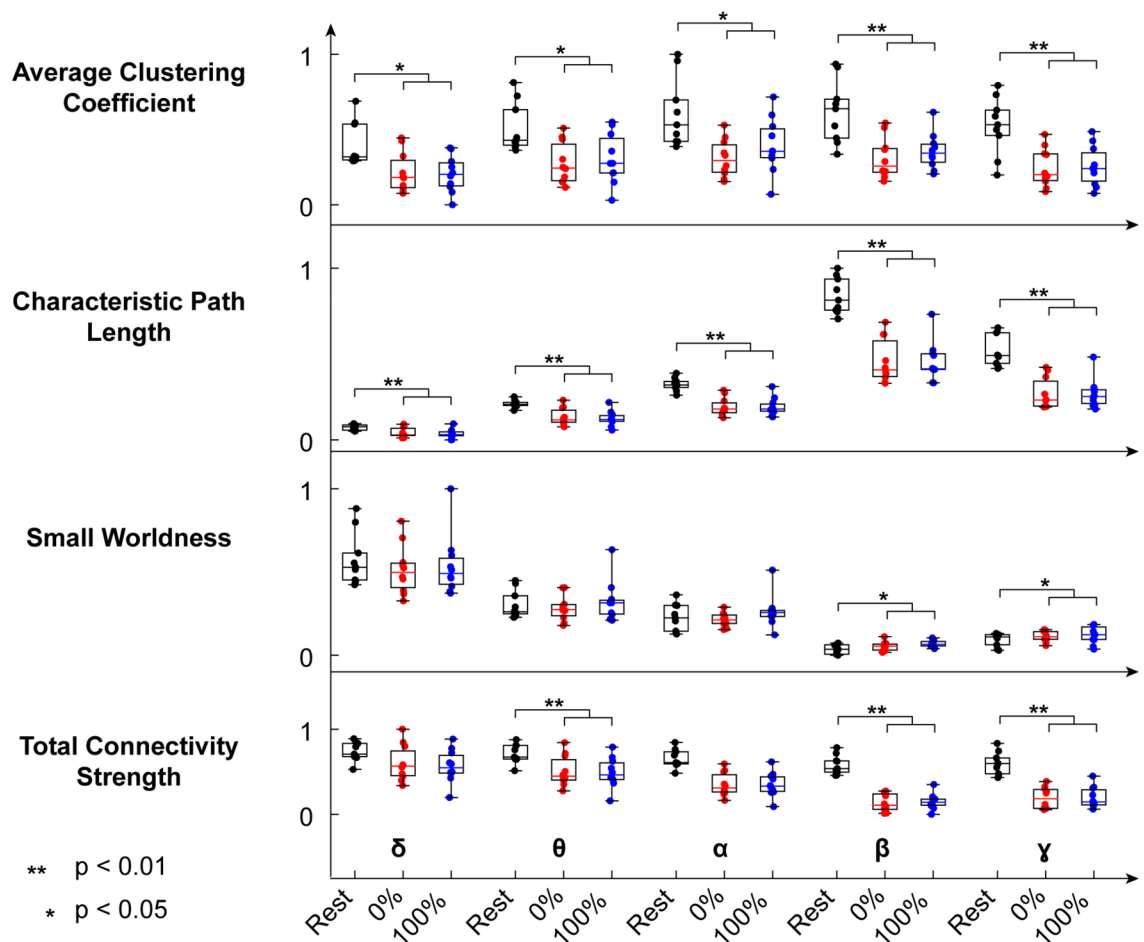 Average Clustering
Coefficient
1
0
* * * ** **
Characteristic Path
Length
1
0
** ** ** ** **
Small Worldness
1
0
* *
Total Connectivity
Strength
1
0
** ** **
δ θ α β ɣ
** p < 0.01
* p < 0.05
Rest 0% 100% Rest 0% 100% Rest 0% 100% Rest 0% 100% Rest 0% 100%